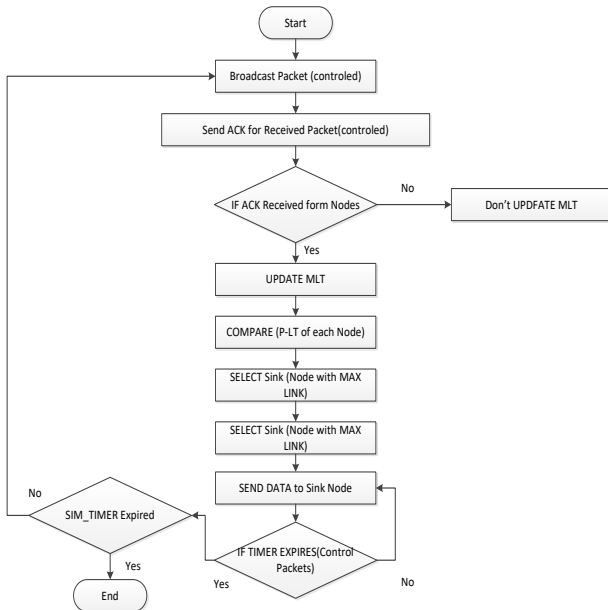 Start
Broadcast Packet (controled)
Send ACK for Received Packet(controled)
IF ACK Received form Nodes
No
Don't UPDFATE MLT
Yes
UPDATE MLT
COMPARE (P-LT of each Node)
SELECT Sink (Node with MAX
LINK)
SELECT Sink (Node with MAX
LINK)
SEND DATA to Sink Node
No
SIM_TIMER Expired
IF TIMER EXPIRES(Control
Packets)
Yes
Yes
No
End